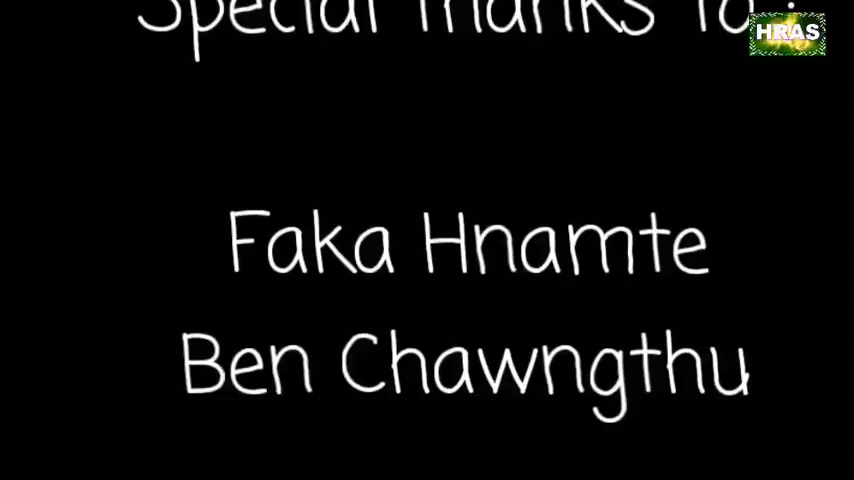 Special Thanks To :
HRAS
Faka Hnamte
Ben Chawngthu